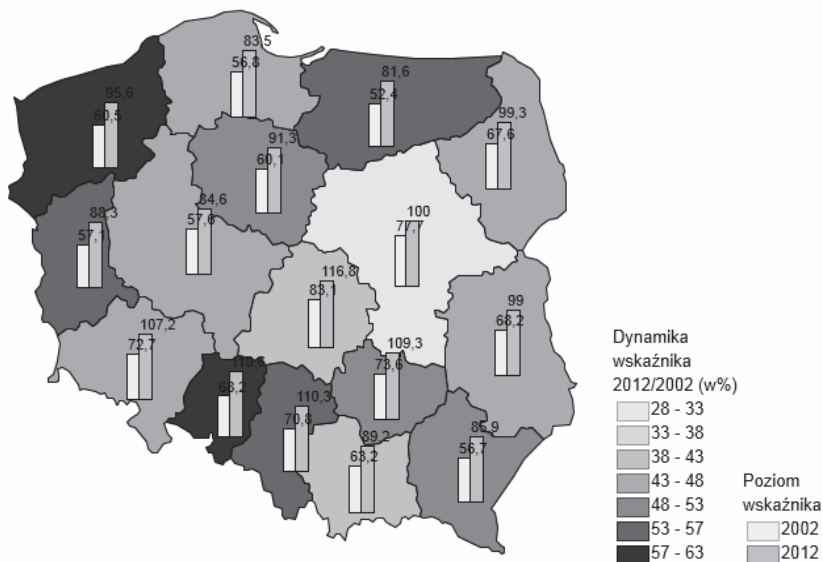 83,5
56,8
81,6
52,4
95,6
60,5
99,3
67,6
91,3
60,1
84,6
57,6
88,3
57,1
100
77,7
116,8
83,1
107,2
72,7
99
68,2
109,3
73,6
110,6
63,2
110,3
70,8
89,2
63,2
85,9
56,7
Dynamika
wskaźnika
2012/2002 (w%)
28 - 33
33 - 38
38 - 43
43 - 48
48 - 53
53 - 57
57 - 63
Poziom
wskaźnika
2002
2012